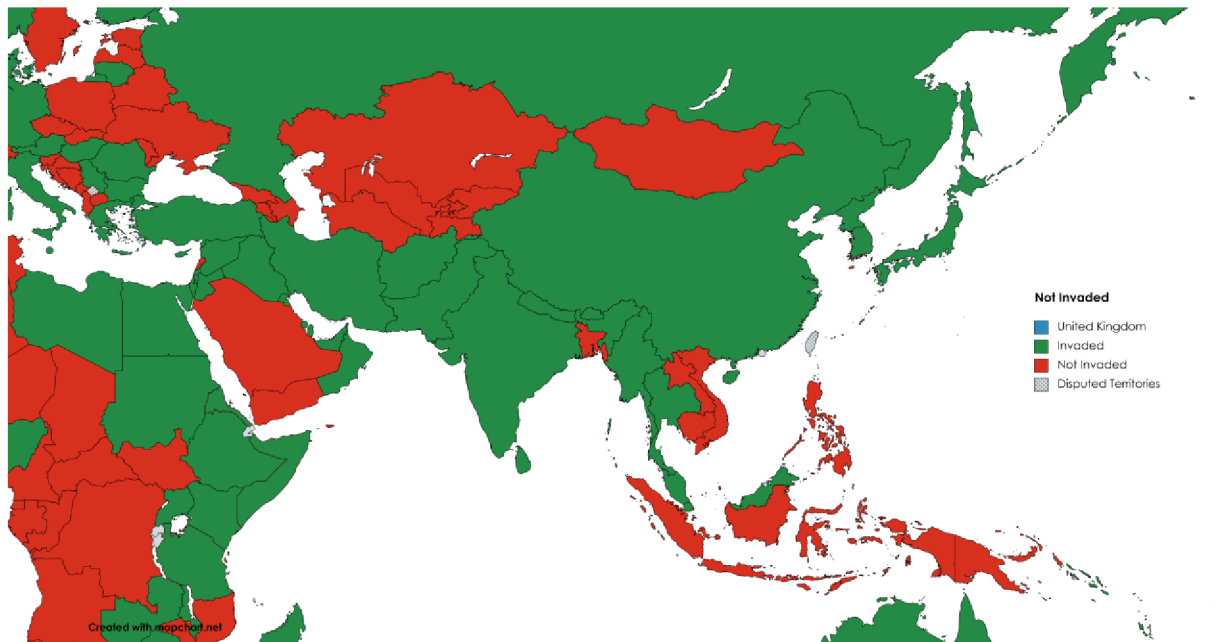 Not Invaded
United Kingdom
Invaded
Not Invaded
Disputed Territories
Created with mapchart.net